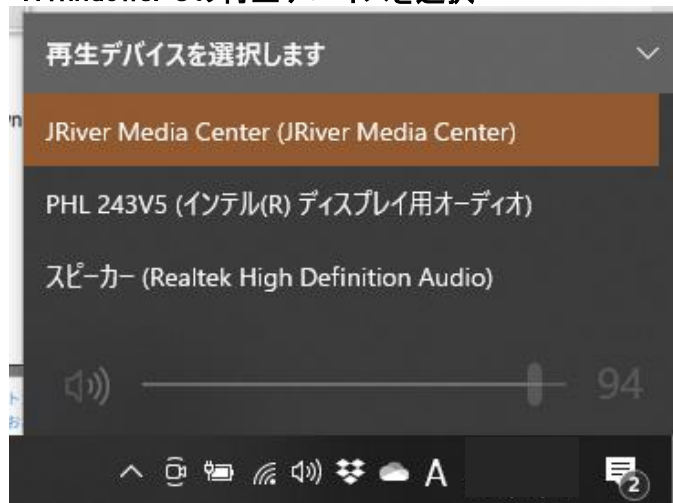 再生デバイスを選択します
JRiver Media Center (JRiver Media Center)
PHL 243V5 (インテル(R) ディスプレイ用オーディオ)
スピーカー (Realtek High Definition Audio)
94
A
2